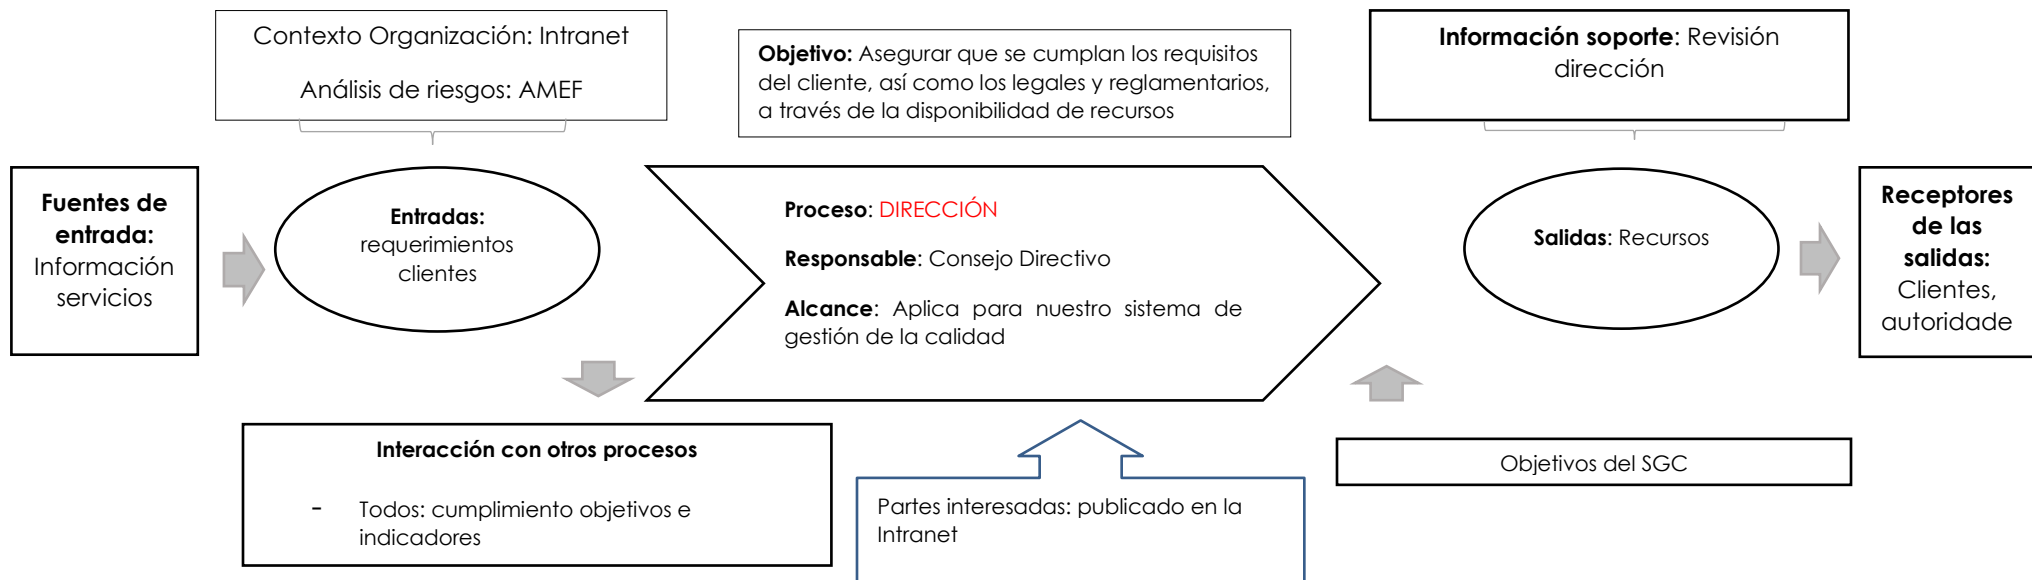 Contexto Organización: Intranet
Análisis de riesgos: AMEF
Objetivo: Asegurar que se cumplan los requisitos
del cliente, así como los legales y reglamentarios,
a través de la disponibilidad de recursos
Información soporte: Revisión
dirección
Fuentes de
entrada:
Información
servicios
Entradas:
requerimientos
clientes
Proceso: DIRECCIÓN
Responsable: Consejo Directivo
Alcance: Aplica para nuestro sistema de
gestión de la calidad
Salidas: Recursos
Receptores
de las
salidas:
Clientes,
autoridade
Interacción con otros procesos
- Todos: cumplimiento objetivos e
indicadores
Partes interesadas: publicado en la
Intranet
Objetivos del SGC